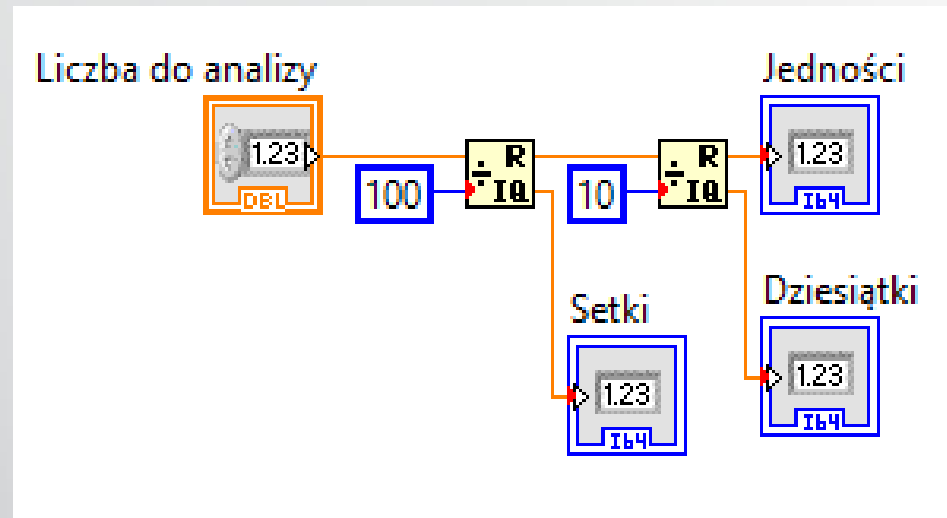 Liczba do analizy
Jedności
1.23
DBL
100
÷ R
IQ
10
÷ R
IQ
1.23
I64
Setki
1.23
I64
Dziesiątki
1.23
I64